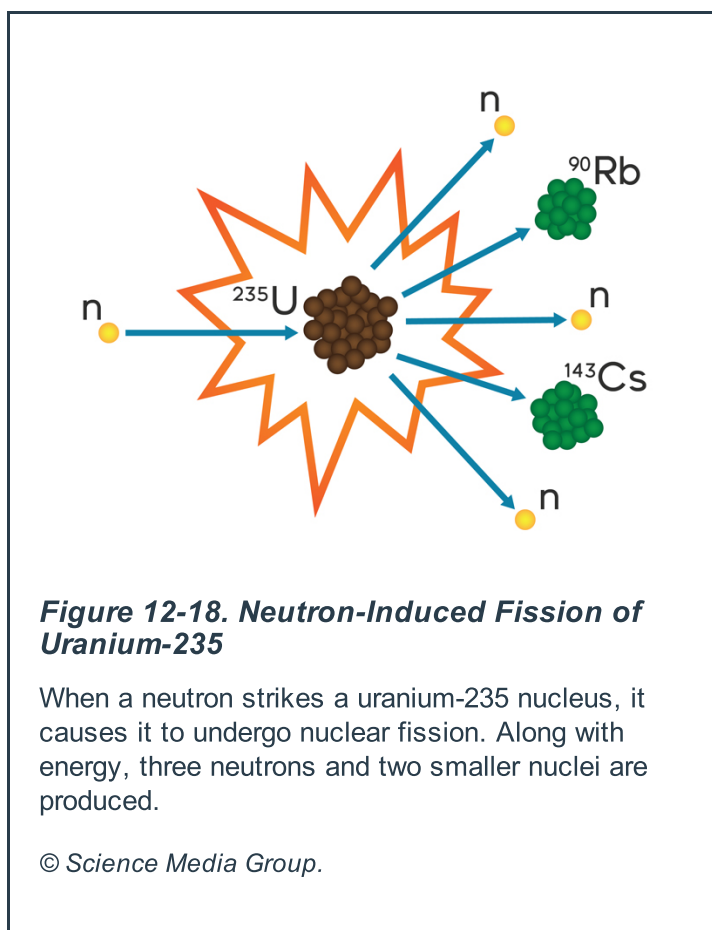 n
⁹⁰Rb
n
²³⁵U
n
¹⁴³Cs
n
Figure 12-18. Neutron-Induced Fission of
Uranium-235
When a neutron strikes a uranium-235 nucleus, it
causes it to undergo nuclear fission. Along with
energy, three neutrons and two smaller nuclei are
produced.
© Science Media Group.